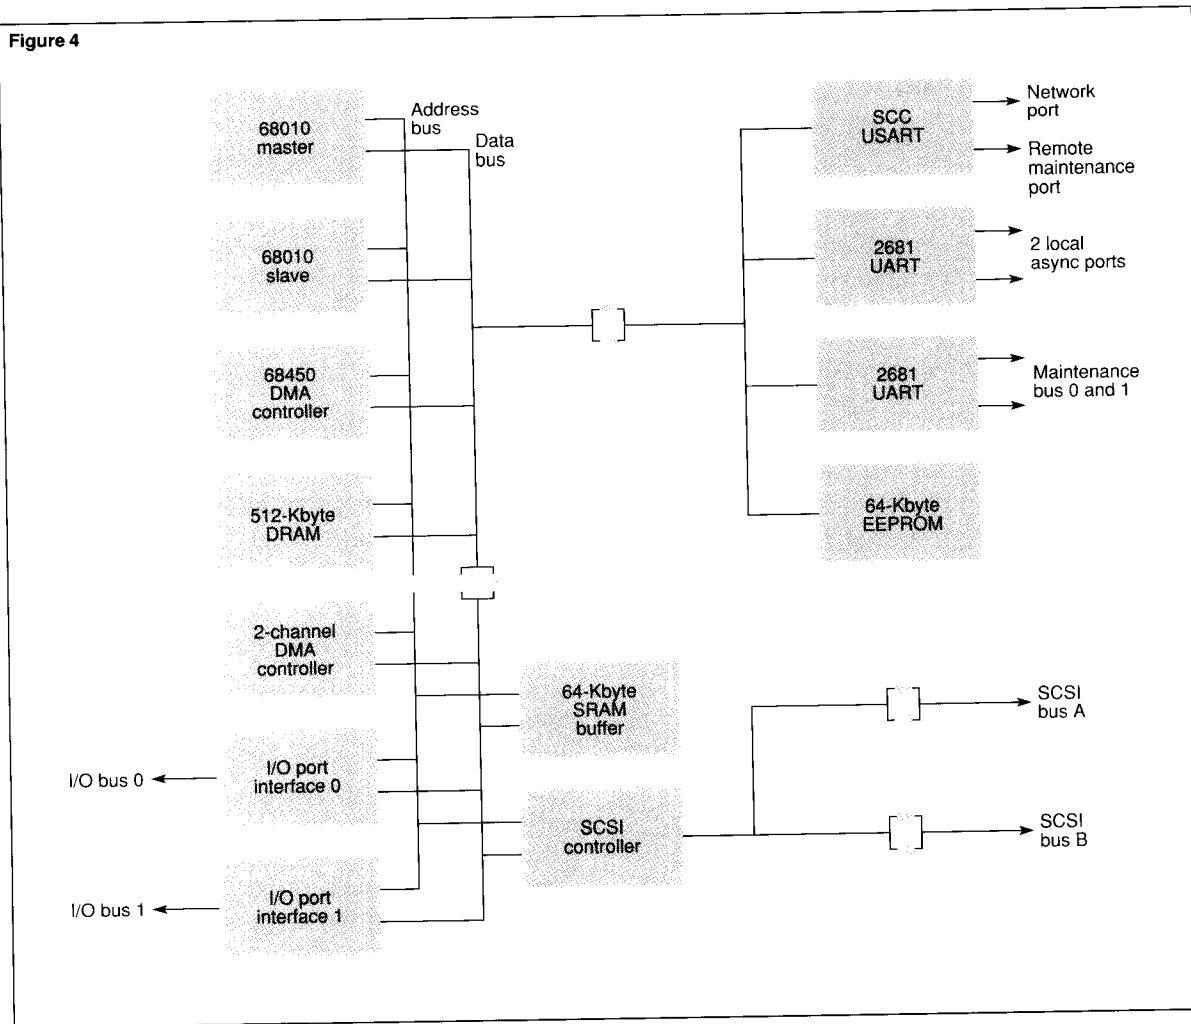 Figure 4
68010
master
Address
bus
Data
bus
SCC
USART
Network
port
Remote
maintenance
port
68010
slave
2681
UART
2 local
async ports
68450
DMA
controller
2681
UART
Maintenance
bus 0 and 1
512-Kbyte
DRAM
64-Kbyte
EEPROM
2-channel
DMA
controller
64-Kbyte
SRAM
buffer
SCSI
bus A
I/O bus 0
I/O port
interface 0
SCSI
controller
SCSI
bus B
I/O bus 1
I/O port
interface 1